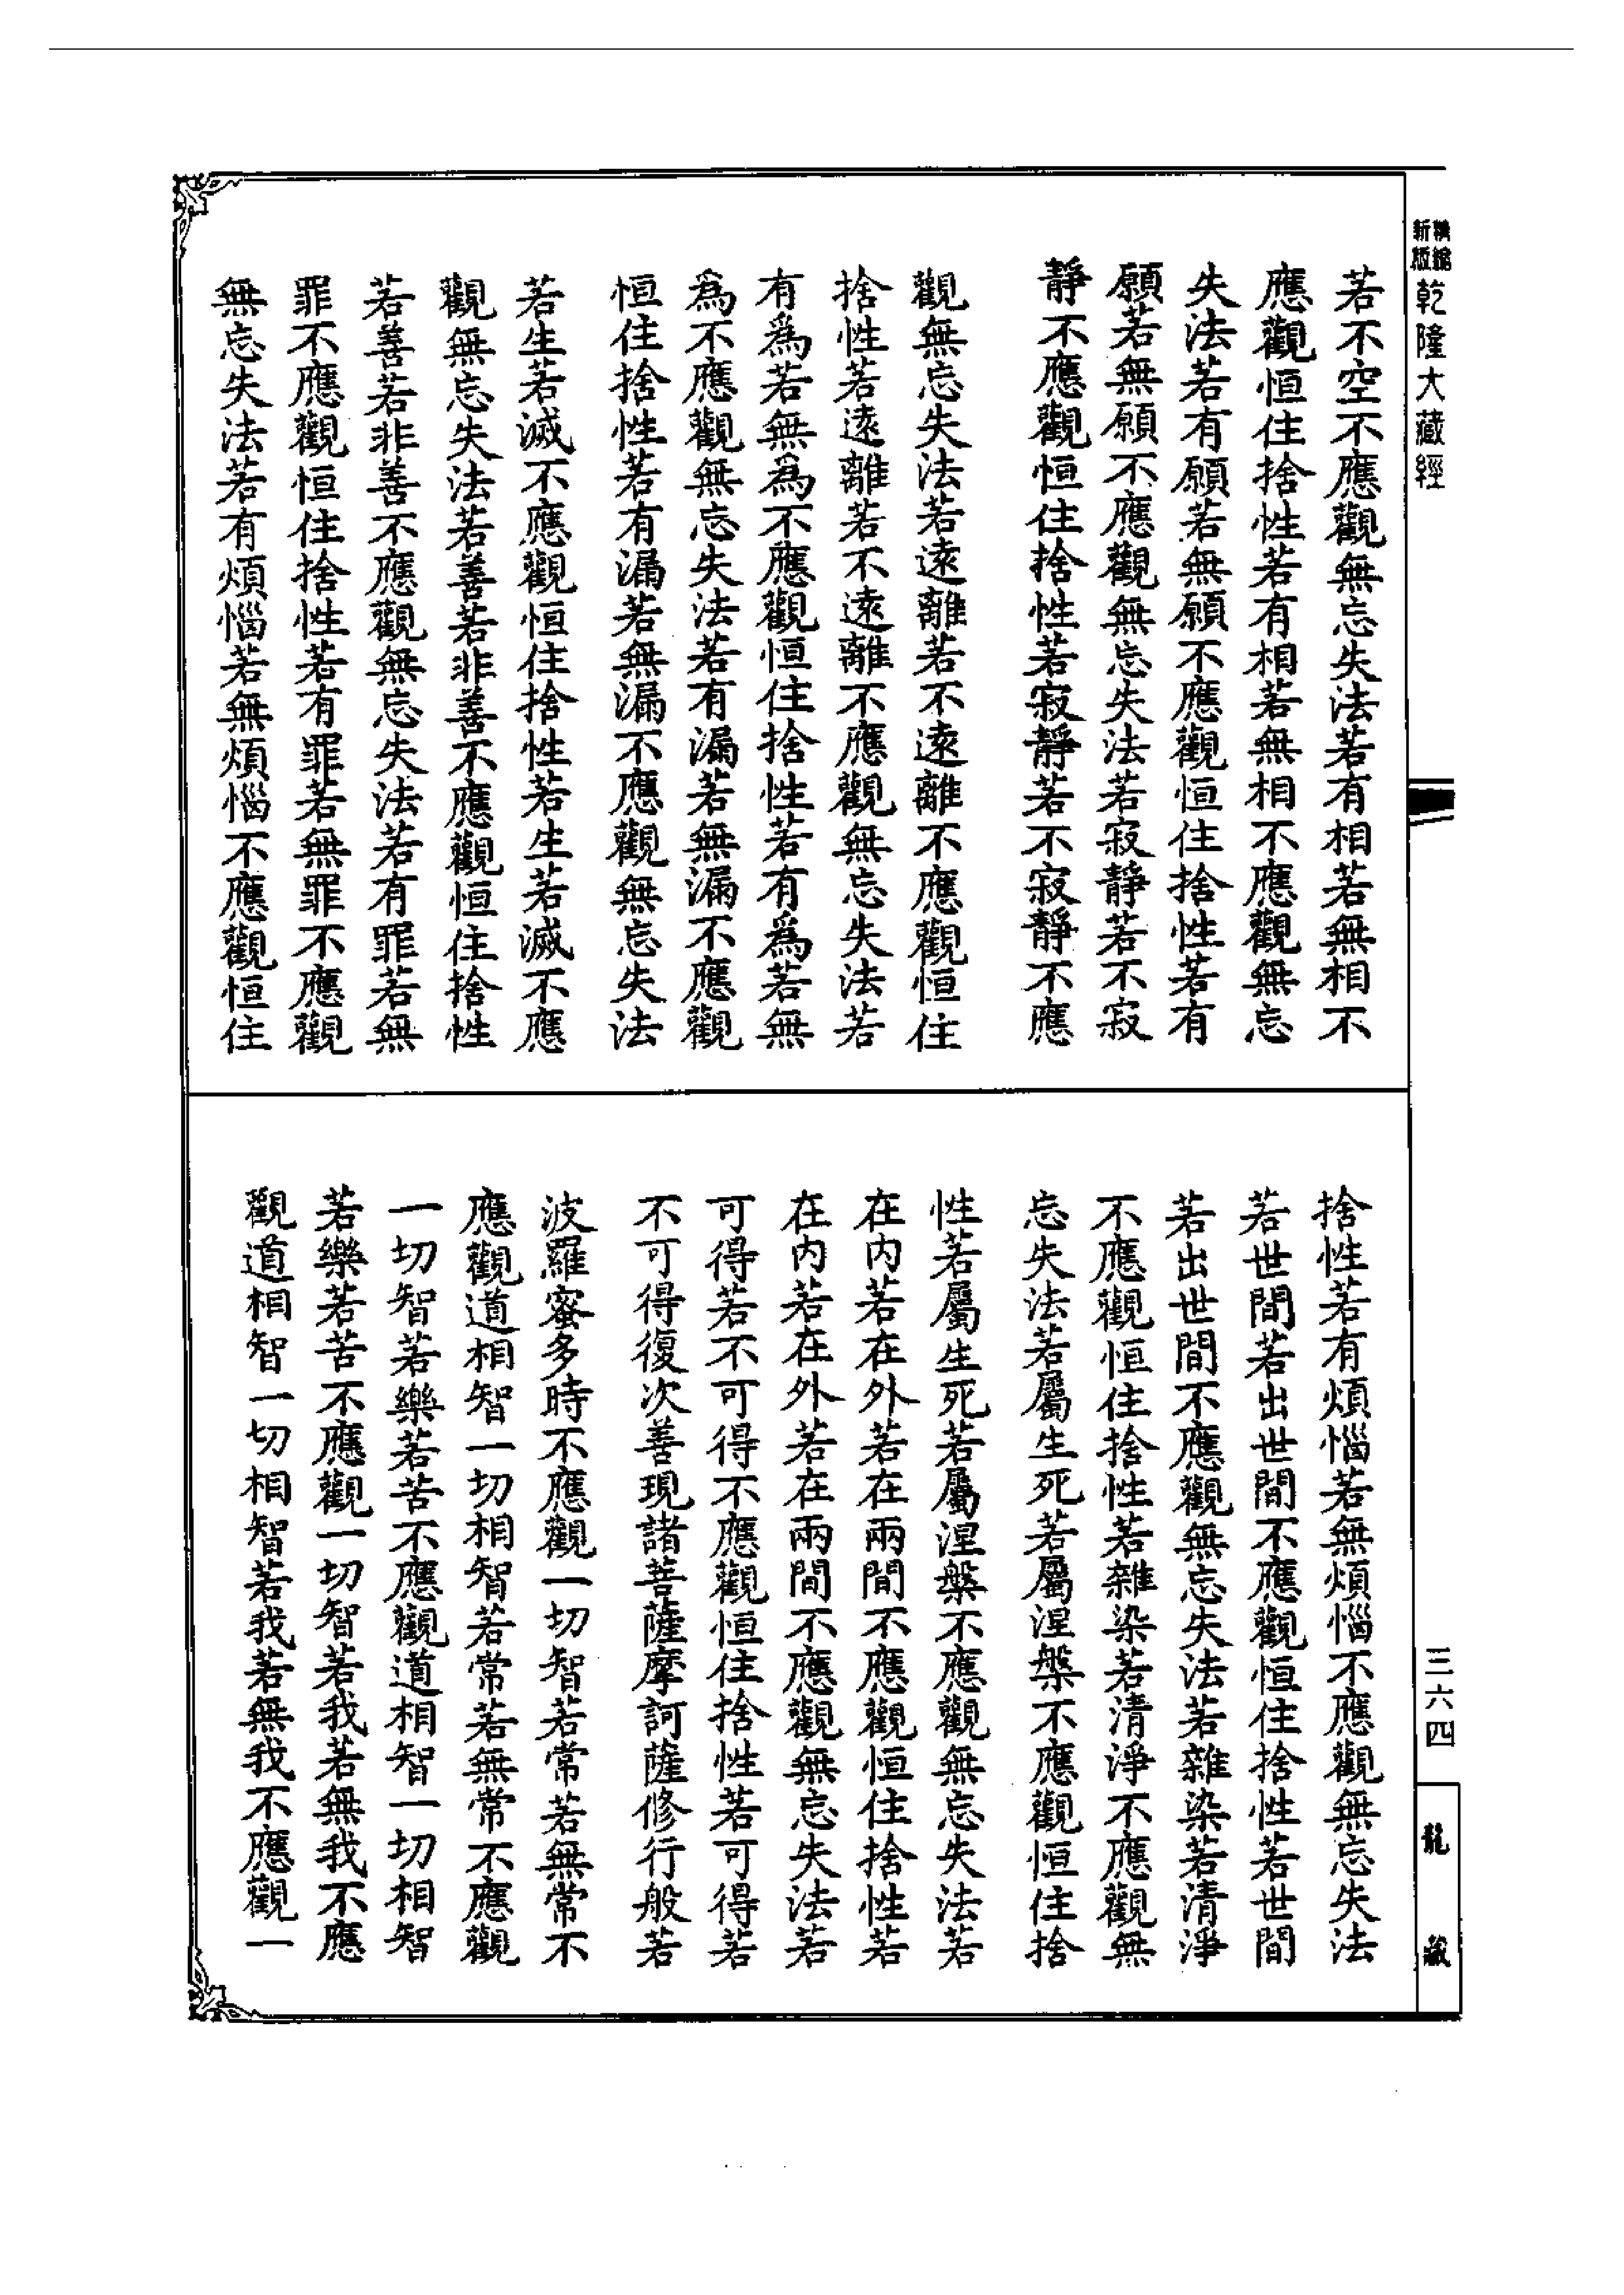 新版精縮乾隆大藏經
若不空不應觀無忘失法若有相若無相不
應觀恒住捨性若有相若無相不應觀無忘
失法若有願若無願不應觀恒住捨性若有
願若無願不應觀無忘失法若寂靜若不寂
靜不應觀恒住捨性若寂靜若不寂靜不應
觀無忘失法若遠離若不遠離不應觀恒住
捨性若遠離若不遠離不應觀無忘失法若
有爲若無爲不應觀恒住捨性若有爲若無
爲不應觀無忘失法若有漏若無漏不應觀
恒住捨性若有漏若無漏不應觀無忘失法
若生若滅不應觀恒住捨性若生若滅不應
觀無忘失法若善若非善不應觀恒住捨性
若善若非善不應觀無忘失法若有罪若無
罪不應觀恒住捨性若有罪若無罪不應觀
無忘失法若有煩惱若無煩惱不應觀恒住
捨性若有煩惱若無煩惱不應觀無忘失法
若世間若出世間不應觀恒住捨性若世間
若出世間不應觀無忘失法若雜染若清淨
不應觀恒住捨性若雜染若清淨不應觀無
忘失法若屬生死若屬涅槃不應觀恒住捨
性若屬生死若屬涅槃不應觀無忘失法若
在内若在外若在兩間不應觀恒住捨性若
在内若在外若在兩間不應觀無忘失法若
可得若不可得不應觀恒住捨性若可得若
不可得復次善現諸菩薩摩訶薩修行般若
波羅蜜多時不應觀一切智若常若無常不
應觀道相智一切相智若常若無常不應觀
一切智若樂若苦不應觀道相智一切相智
若樂若苦不應觀一切智若我若無我不應
觀道相智一切相智若我若無我不應觀一
三六四
龍藏